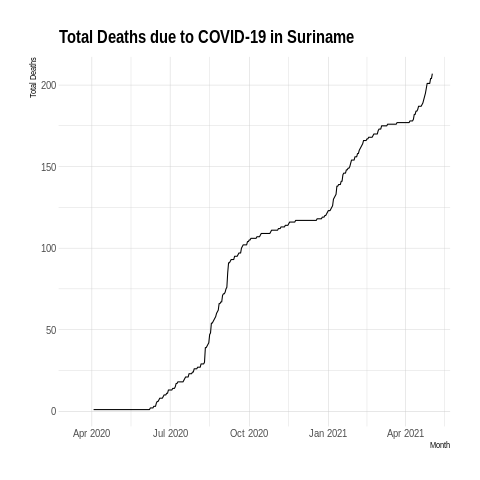 Total Deaths due to COVID-19 in Suriname
Total Deaths
200
150
100
50
0
Apr 2020 Jul 2020 Oct 2020 Jan 2021 Apr 2021
Month